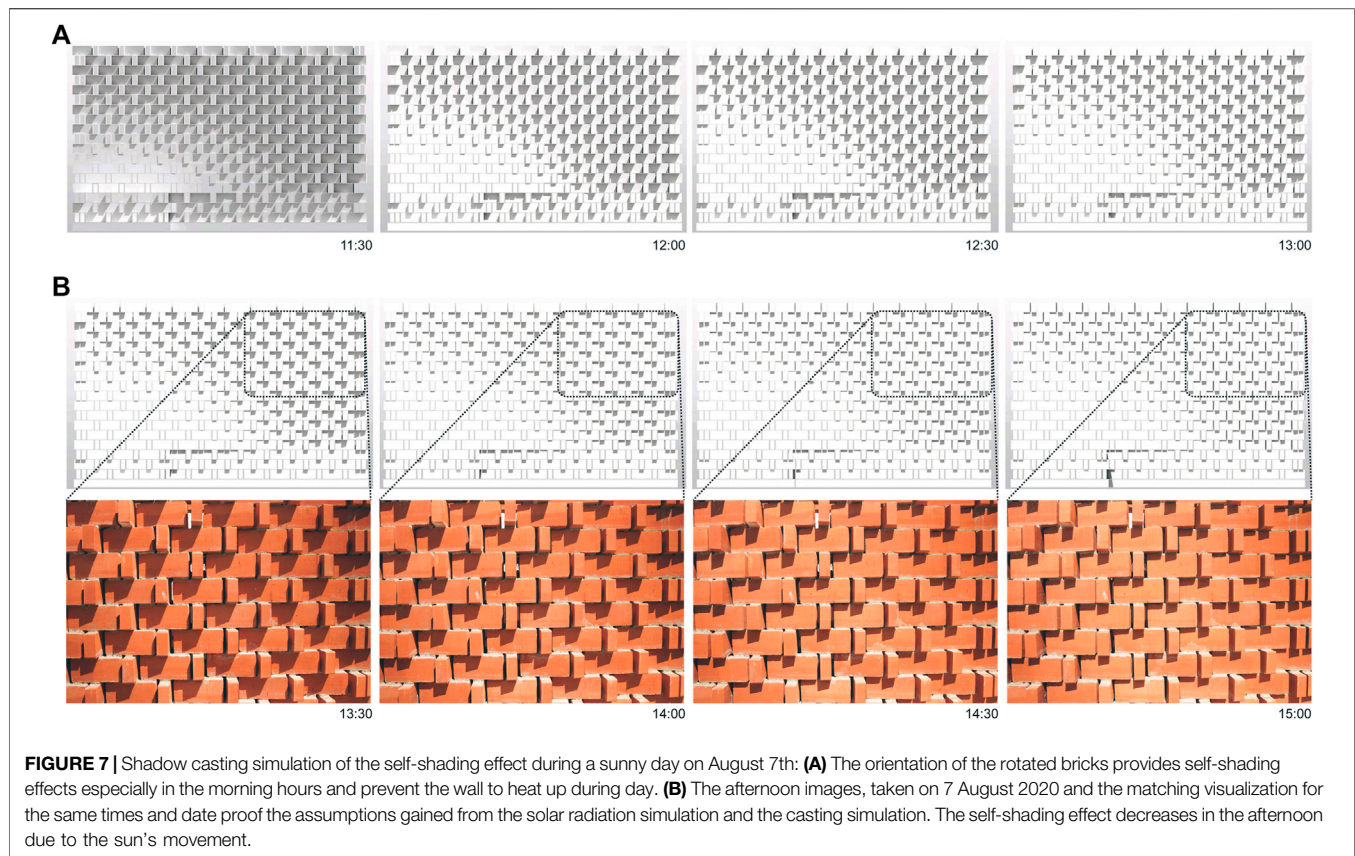 A
11:30
12:00
12:30
13:00
B
13:30
14:00
14:30
15:00
FIGURE 7 | Shadow casting simulation of the self-shading effect during a sunny day on August 7th: (A) The orientation of the rotated bricks provides self-shading
effects especially in the morning hours and prevent the wall to heat up during day. (B) The afternoon images, taken on 7 August 2020 and the matching visualization for
the same times and date proof the assumptions gained from the solar radiation simulation and the casting simulation. The self-shading effect decreases in the afternoon
due to the sun's movement.